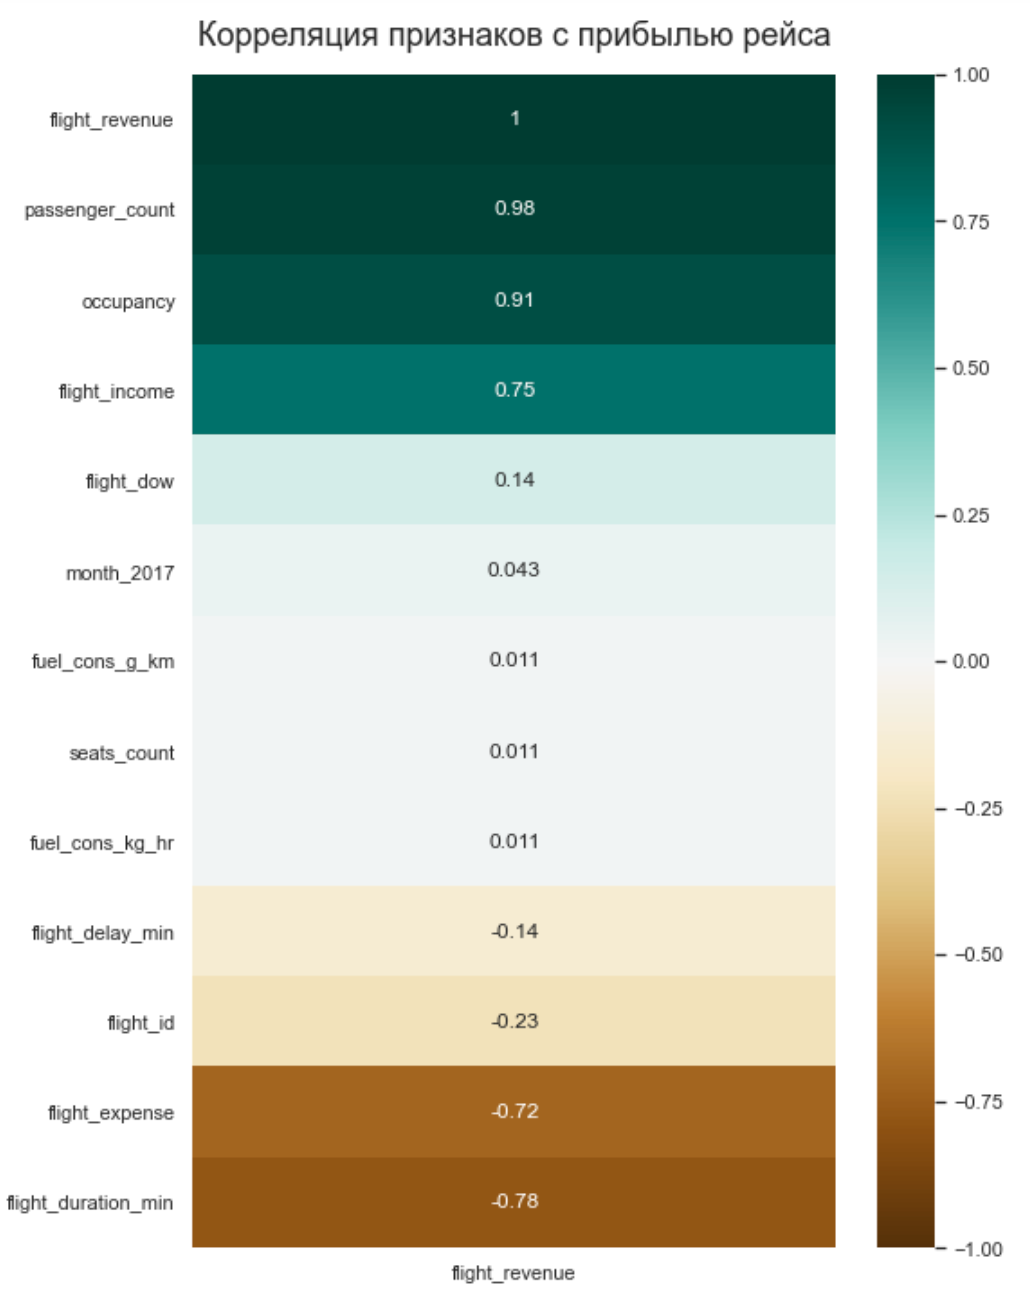 Корреляция признаков с прибылью рейса
flight_revenue
1
passenger_count
0.98
occupancy
0.91
flight_income
0.75
flight_dow
0.14
month_2017
0.043
fuel_cons_g_km
0.011
seats_count
0.011
fuel_cons_kg_hr
0.011
flight_delay_min
-0.14
flight_id
-0.23
flight_expense
-0.72
flight_duration_min
-0.78
flight_revenue
1.00
0.75
0.50
0.25
0.00
−0.25
−0.50
−0.75
−1.00